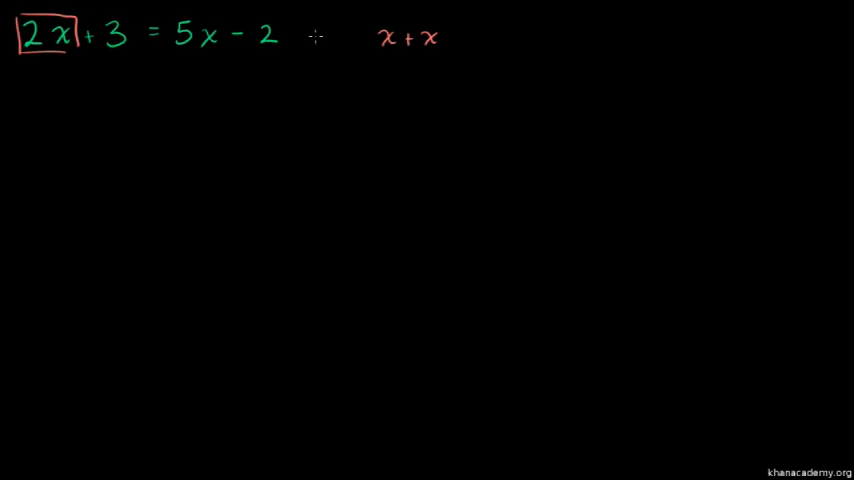 2x + 3 = 5x - 2 x + x
khanacademy.org